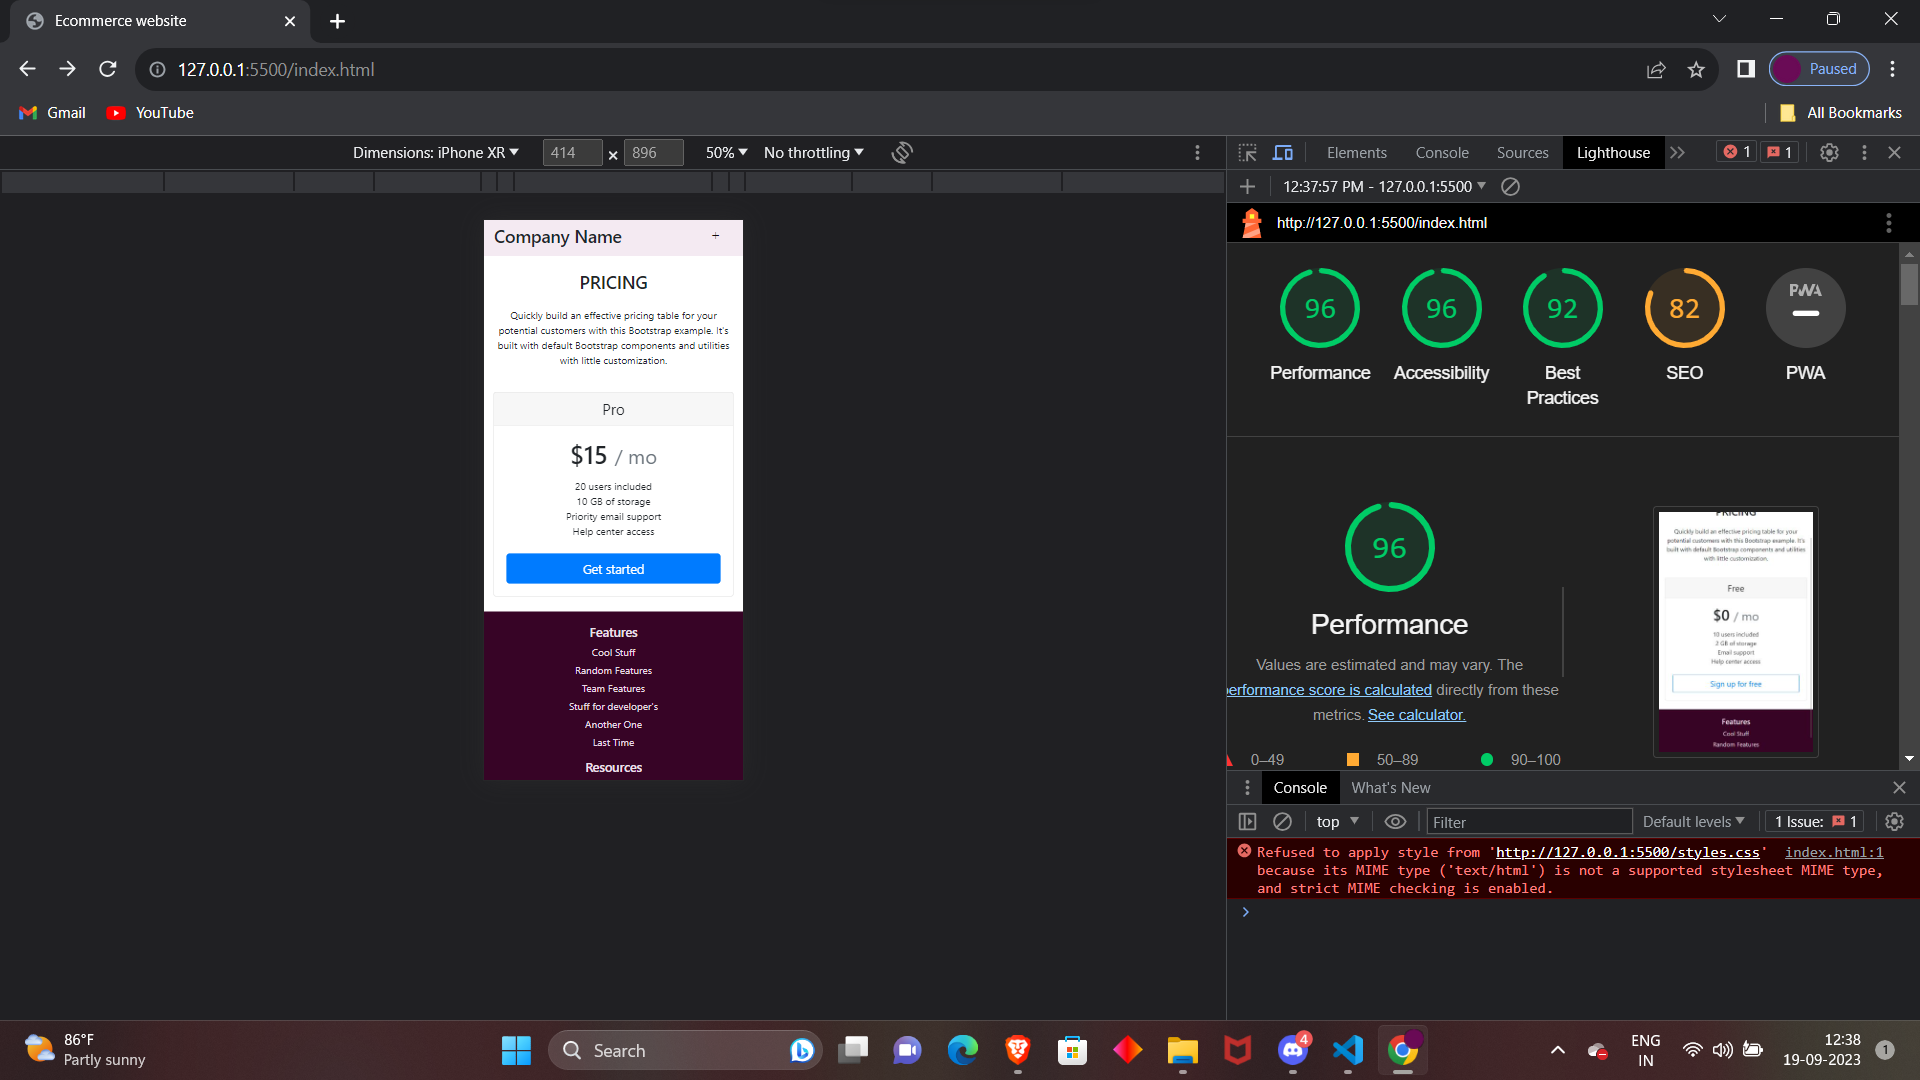 Ecommerce website
127.0.0.1:5500/index.html
Paused
Gmail
YouTube
All Bookmarks
Dimensions: iPhone XR
414 × 896
50%
No throttling
Company Name +
PRICING
Quickly build an effective pricing table for your
potential customers with this Bootstrap example. It's
built with default Bootstrap components and utilities
with little customization.
Pro
$15 / mo
20 users included
10 GB of storage
Priority email support
Help center access
Get started
Features
Cool Stuff
Random Features
Team Features
Stuff for developer's
Another One
Last Time
Resources
Elements Console Sources Lighthouse 1 1
12:37:57 PM - 127.0.0.1:5500
http://127.0.0.1:5500/index.html
96 96 92 82 PWA
Performance Accessibility Best Practices SEO PWA
96
Performance
Values are estimated and may vary. The
performance score is calculated directly from these
metrics. See calculator.
0–49 50–89 90–100
PRICING
Quickly build an effective pricing table for your
potential customers with this Bootstrap example. It's
built with default Bootstrap components and utilities
with little customization.
Free
$0 / mo
10 users included
2 GB of storage
Email support
Help center access
Sign up for free
Features
Cool Stuff
Random Features
Console What's New
top Filter Default levels 1 Issue: 1
Refused to apply style from 'http://127.0.0.1:5500/styles.css' index.html:1
because its MIME type ('text/html') is not a supported stylesheet MIME type,
and strict MIME checking is enabled.
86°F
Partly sunny
Search
4
ENG
IN
12:38
19-09-2023
1